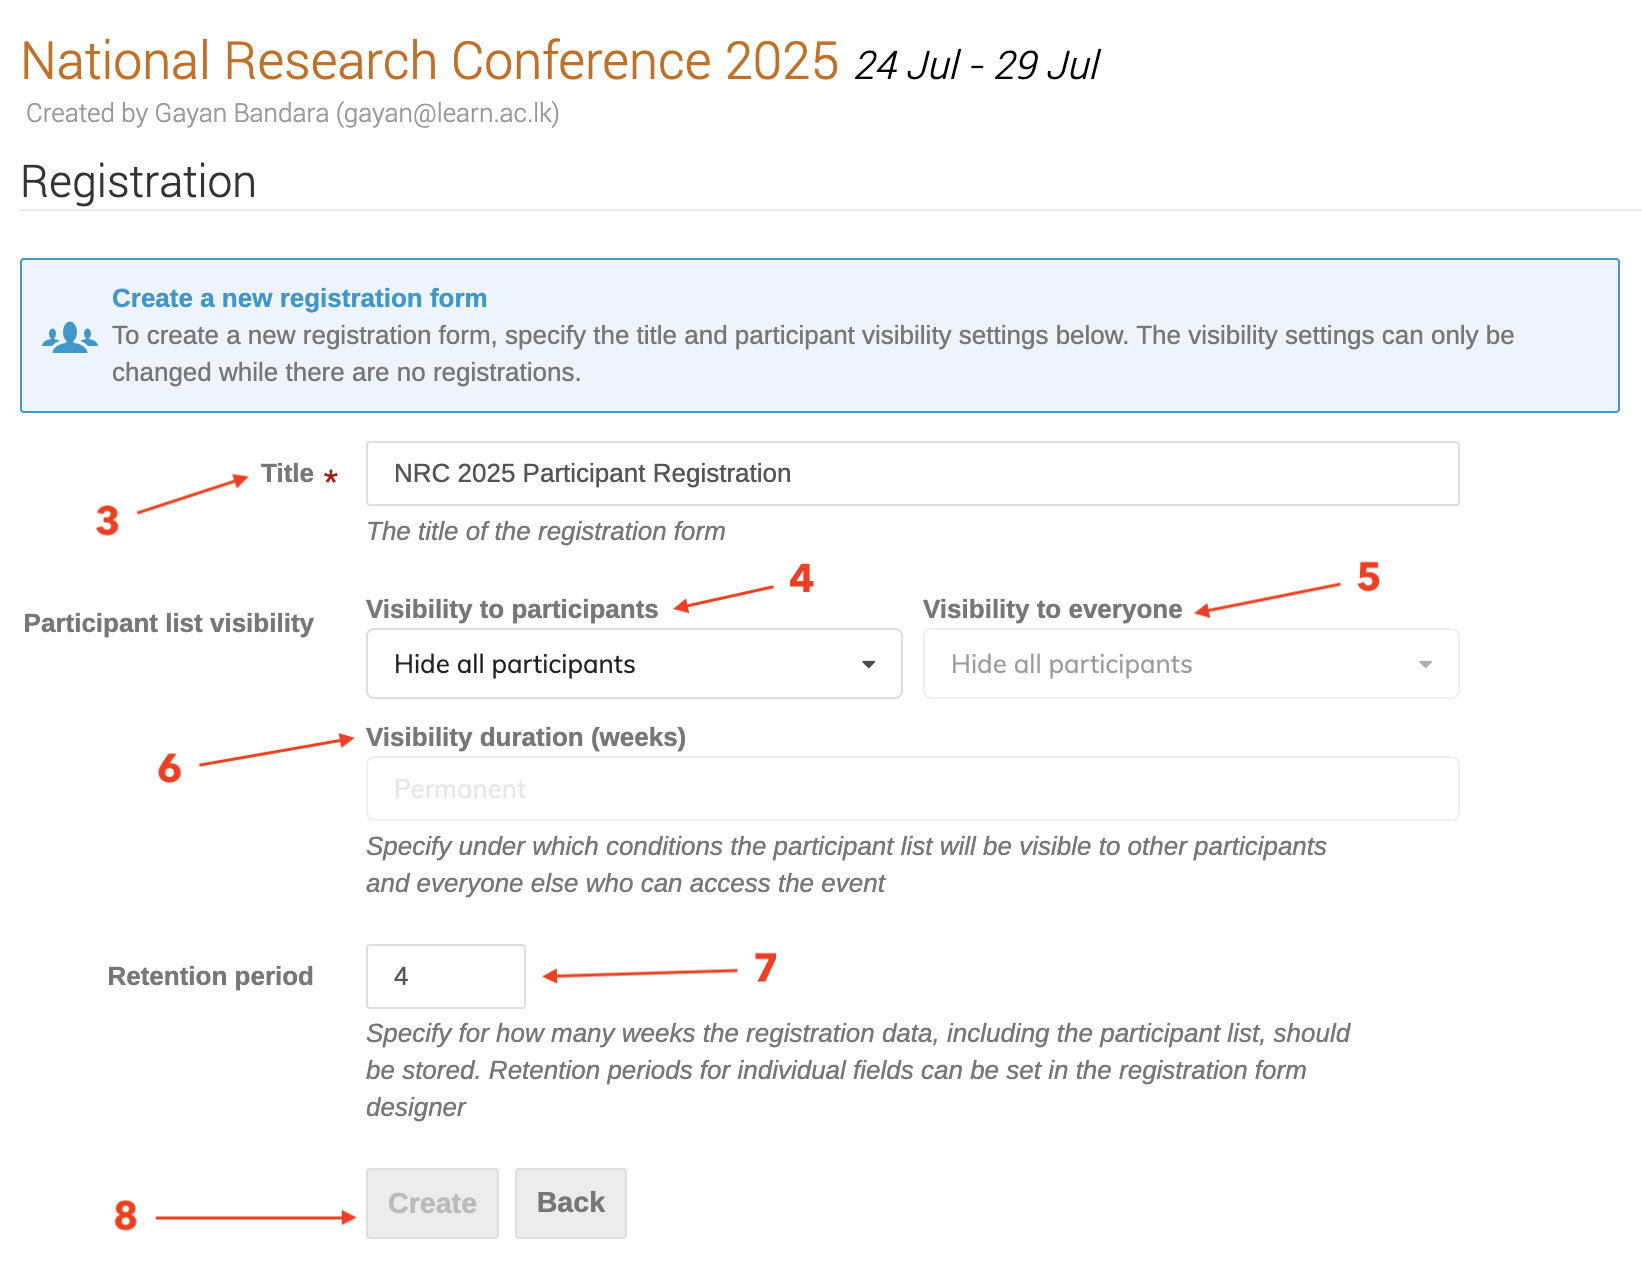 National Research Conference 2025 24 Jul - 29 Jul
Created by Gayan Bandara (gayan@learn.ac.lk)
Registration
Create a new registration form
To create a new registration form, specify the title and participant visibility settings below. The visibility settings can only be
changed while there are no registrations.
3
Title *
NRC 2025 Participant Registration
The title of the registration form
4
5
Participant list visibility
Visibility to participants
Visibility to everyone
Hide all participants
Hide all participants
6
Visibility duration (weeks)
Permanent
Specify under which conditions the participant list will be visible to other participants
and everyone else who can access the event
Retention period
4
7
Specify for how many weeks the registration data, including the participant list, should
be stored. Retention periods for individual fields can be set in the registration form
designer
8
Create
Back